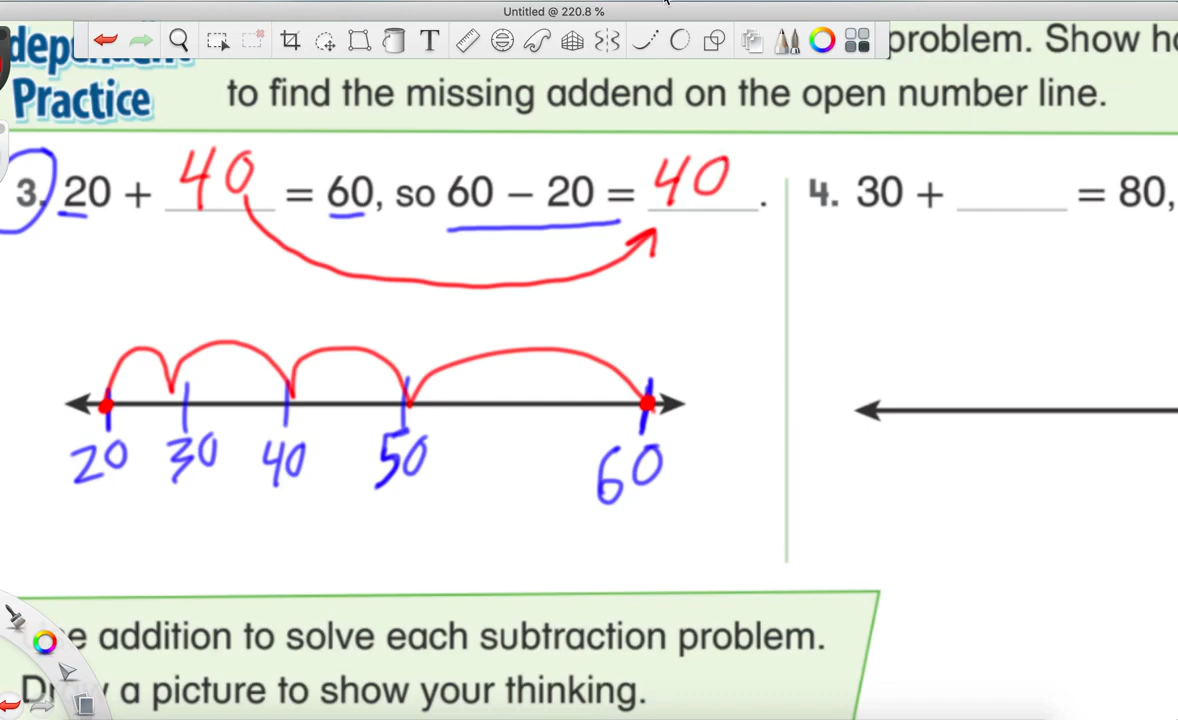 Untitled @ 220.8 %
problem. Show
Practice to find the missing addend on the open number line.
3. 20 + 40 = 60, so 60 – 20 = 40.
4. 30 + ____ = 80,
20 30 40 50 60
addition to solve each subtraction problem.
a picture to show your thinking.